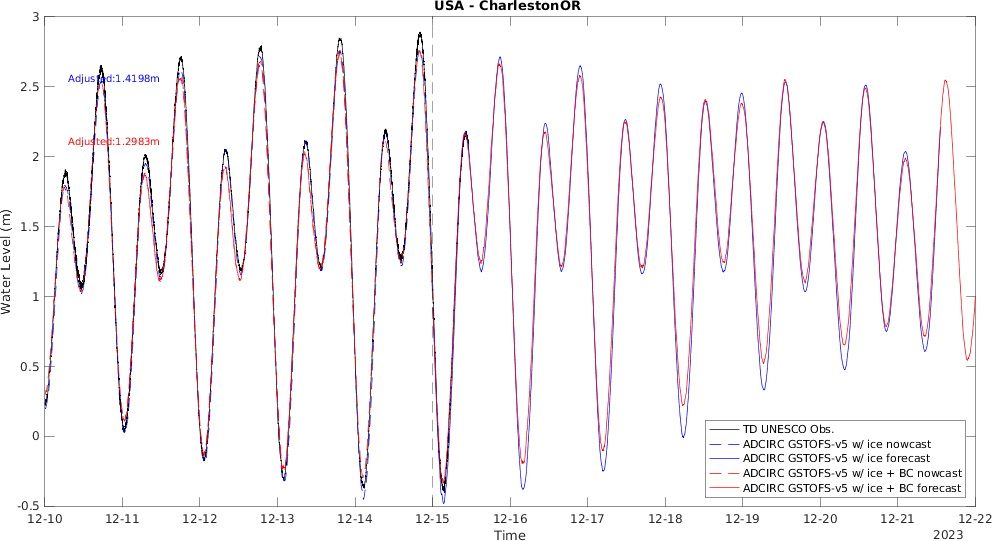 USA - CharlestonOR
3
2.5
2
1.5
1
0.5
0
-0.5
Water Level (m)
Adjusted:1.4198m
Adjusted:1.2983m
TD UNESCO Obs.
ADCIRC GSTOFS-v5 w/ ice nowcast
ADCIRC GSTOFS-v5 w/ ice forecast
ADCIRC GSTOFS-v5 w/ice + BC nowcast
ADCIRC GSTOFS-v5 w/ice + BC forecast
12-10 12-11 12-12 12-13 12-14 12-15 12-16 12-17 12-18 12-19 12-20 12-21 12-22
Time
2023